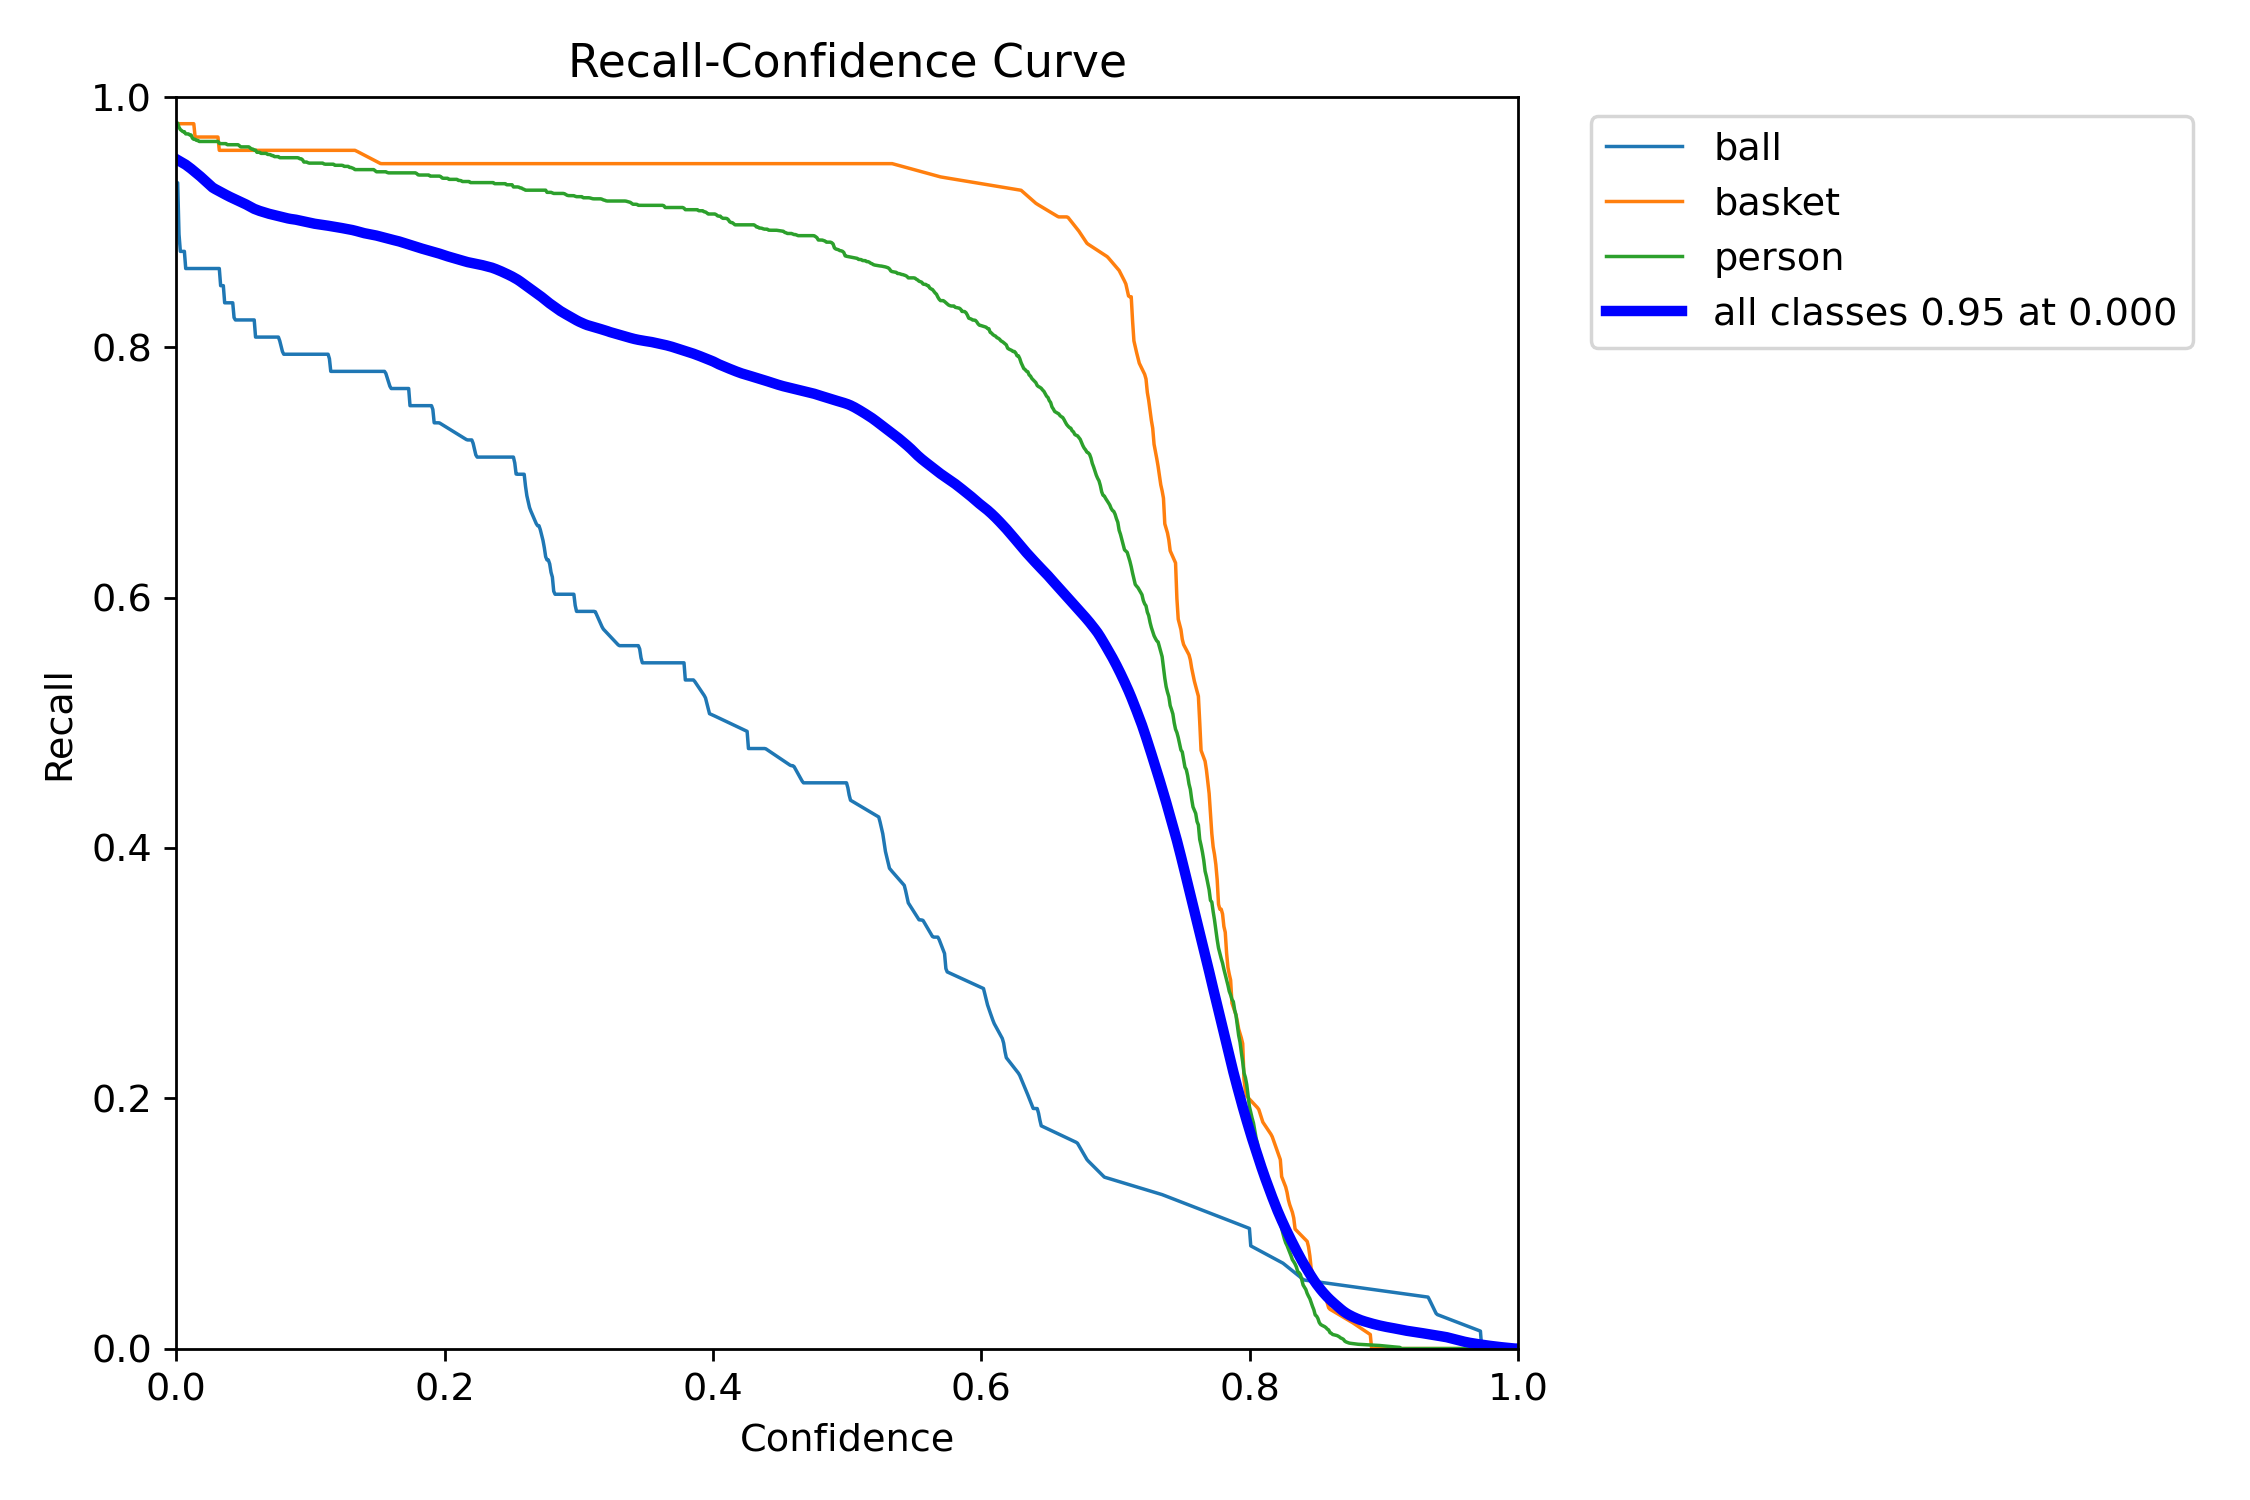 Recall-Confidence Curve
1.0
0.8
0.6
0.4
0.2
0.0
Recall
0.0 0.2 0.4 0.6 0.8 1.0
Confidence
ball
basket
person
all classes 0.95 at 0.000